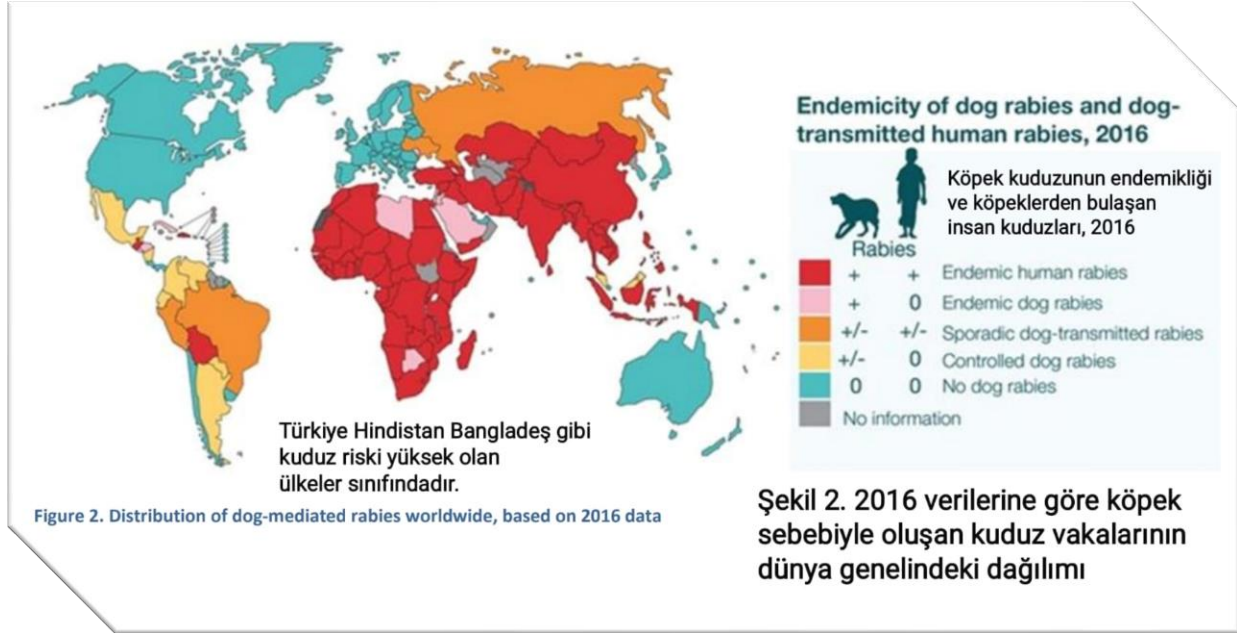 Endemicity of dog rabies and dog-
transmitted human rabies, 2016
Köpek kuduzunun endemikliği
ve köpeklerden bulaşan
insan kuduzları, 2016
Rabies
+ + Endemic human rabies
+ 0 Endemic dog rabies
+/- +/- Sporadic dog-transmitted rabies
+/- 0 Controlled dog rabies
0 0 No dog rabies
No information
Türkiye Hindistan Bangladeş gibi
kuduz riski yüksek olan
ülkeler sınıfındadır.
Figure 2. Distribution of dog-mediated rabies worldwide, based on 2016 data
Şekil 2. 2016 verilerine göre köpek
sebebiyle oluşan kuduz vakalarının
dünya genelindeki dağılımı